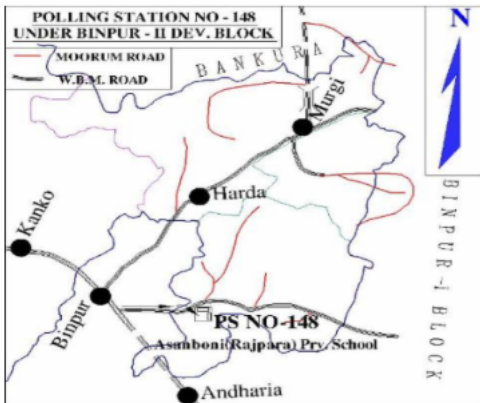 POLLING STATION NO - 148
UNDER BINPUR - II DEV. BLOCK
MOORUM ROAD
W.B.M. ROAD
N
BANKURA
Murgi
Harda
Kanko
BINPUR-I BLOCK
Binpur
PS NO-148
Asanboni(Rajpara) Pry. School
Andharia